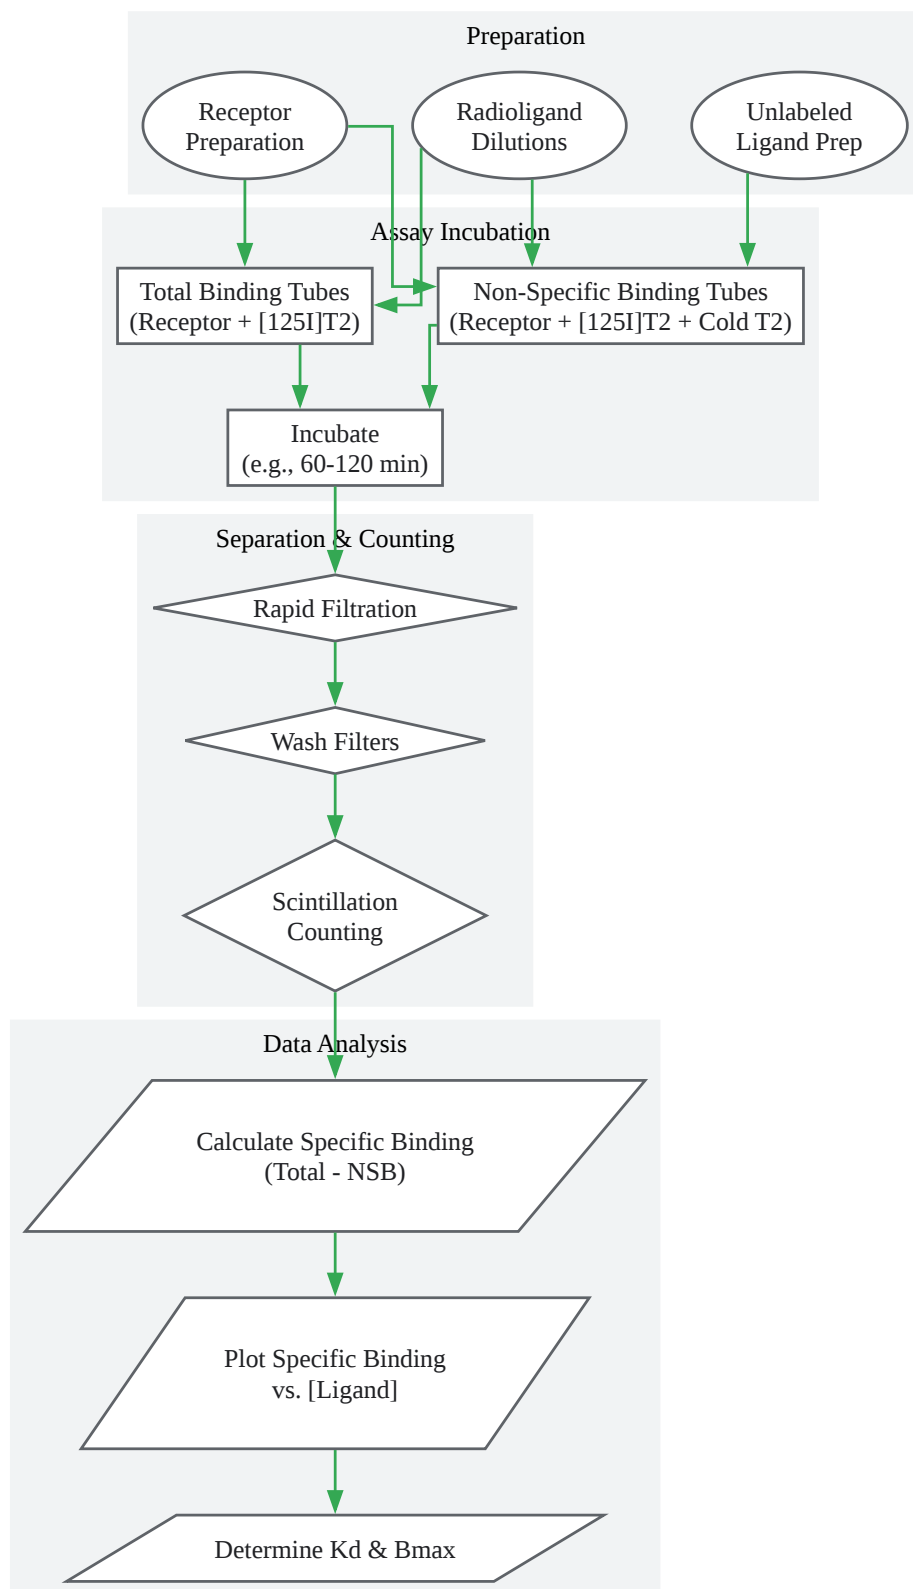 Preparation
Receptor
Preparation
Radioligand
Dilutions
Unlabeled
Ligand Prep
Assay Incubation
Total Binding Tubes
(Receptor + [125I]T2)
Non-Specific Binding Tubes
(Receptor + [125I]T2 + Cold T2)
Incubate
(e.g., 60-120 min)
Separation & Counting
Rapid Filtration
Wash Filters
Scintillation
Counting
Data Analysis
Calculate Specific Binding
(Total - NSB)
Plot Specific Binding
vs. [Ligand]
Determine Kd & Bmax